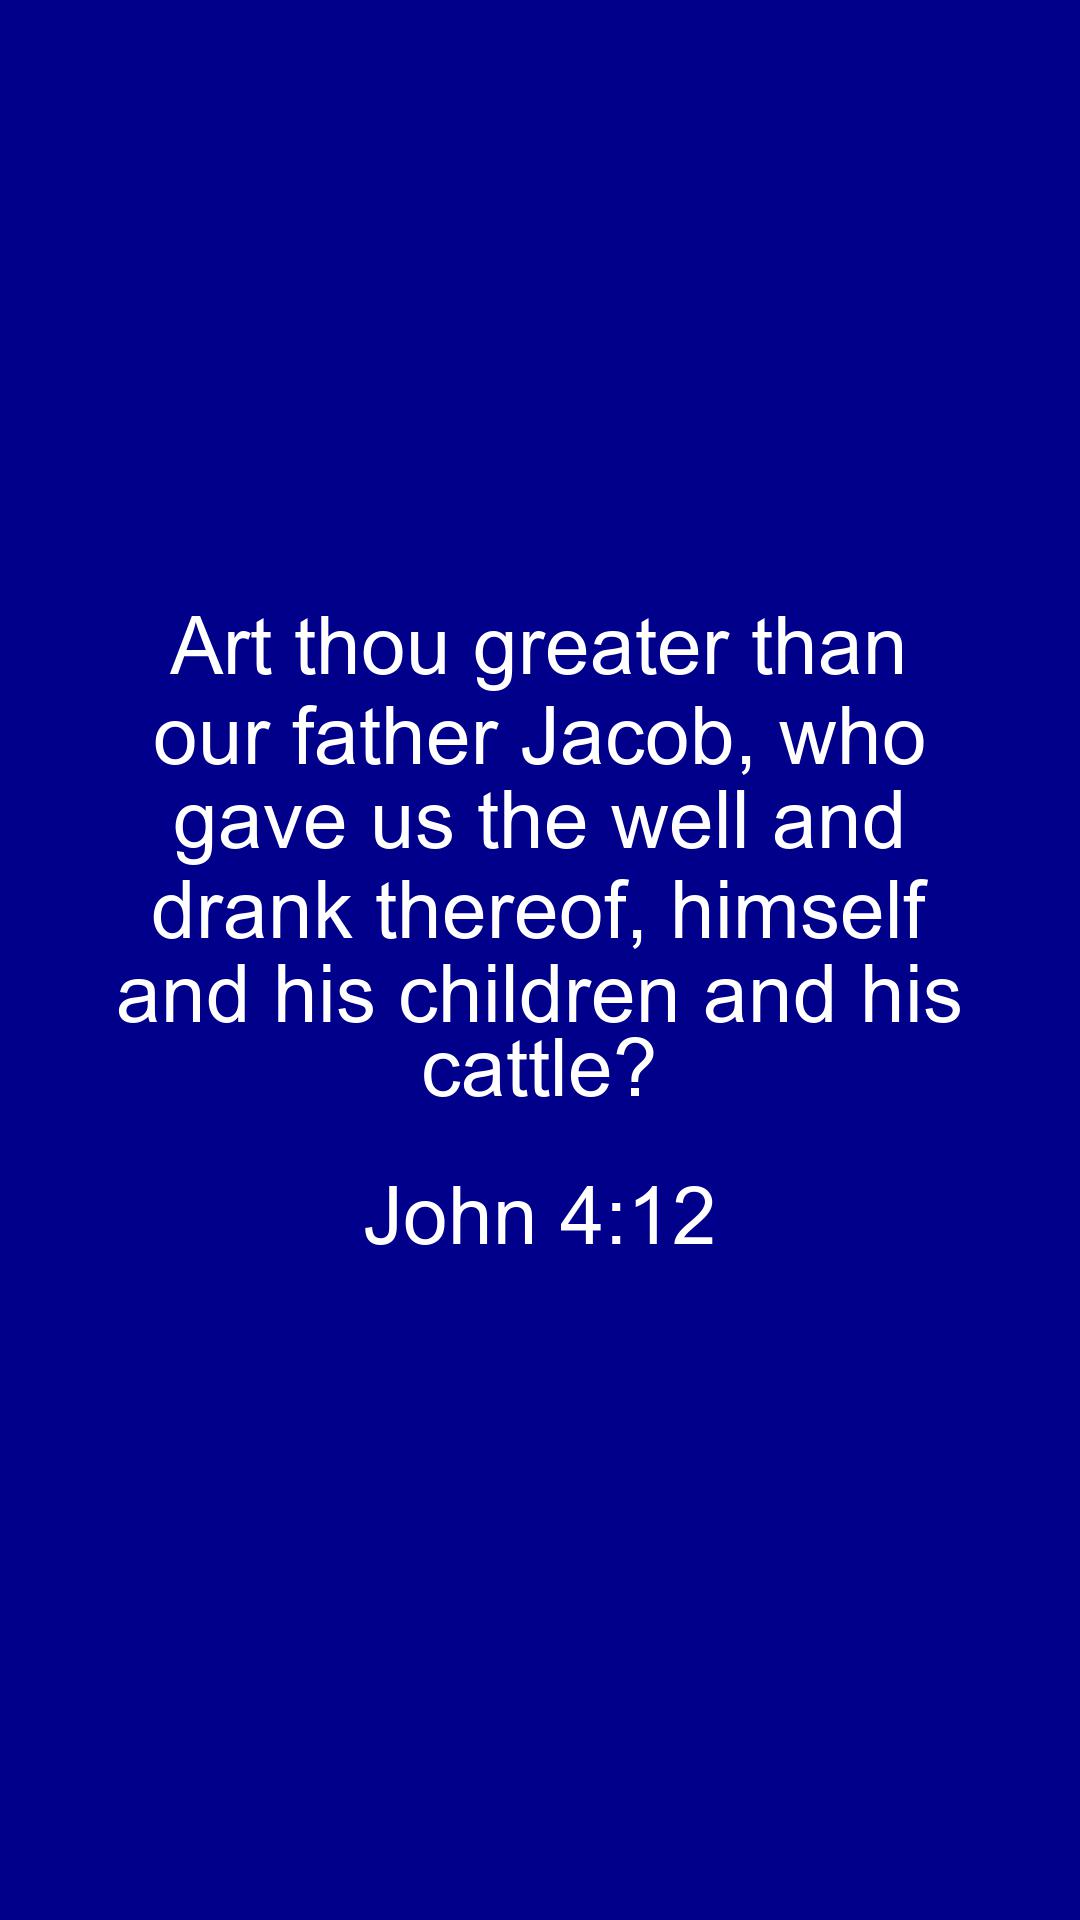 Art thou greater than
our father Jacob, who
gave us the well and
drank thereof, himself
and his children and his
cattle?
John 4:12